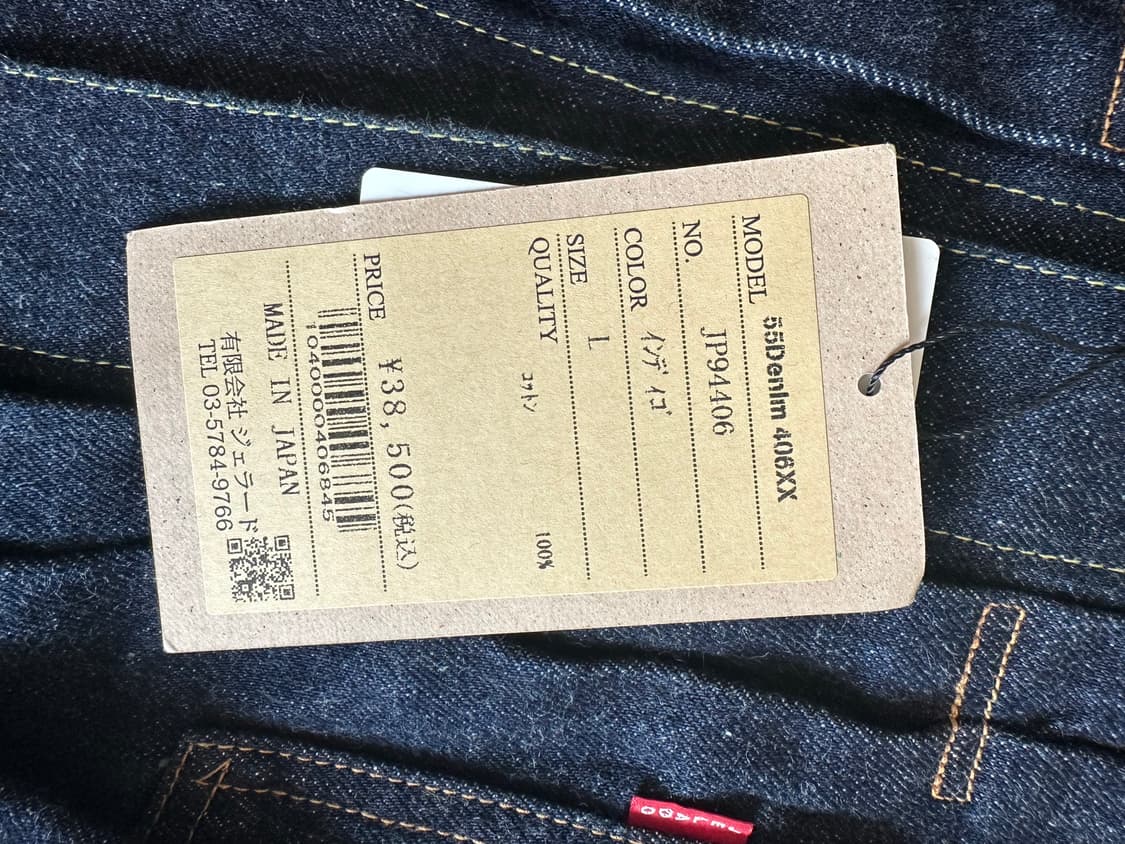 MODEL 55Denim 406XX
NO. JP94406
COLOR ｲﾝﾃﾞｨｺﾞ
SIZE L
QUALITY
ｺｯﾄﾝ 100%
PRICE ¥38,500(税込)
1040000406845
MADE IN JAPAN
有限会社 ジェラード
TEL 03-5784-9766